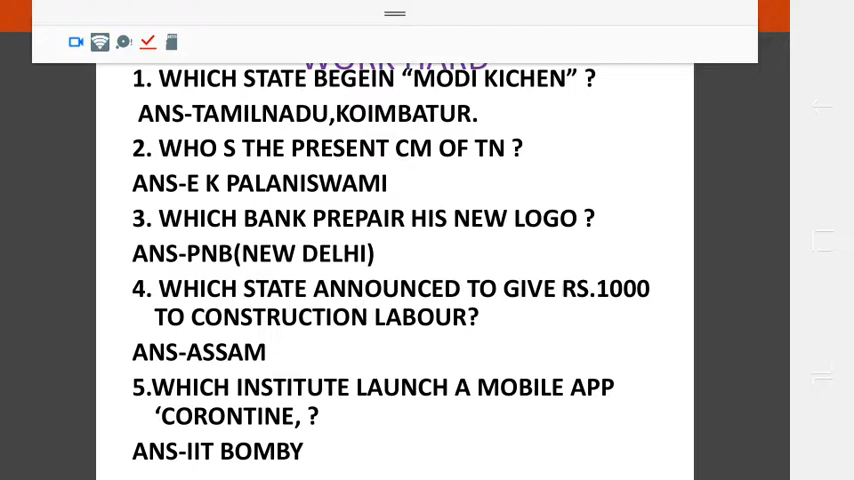 WORK HARD
1. WHICH STATE BEGEIN “MODI KICHEN” ?
ANS-TAMILNADU,KOIMBATUR.
2. WHO S THE PRESENT CM OF TN ?
ANS-E K PALANISWAMI
3. WHICH BANK PREPAIR HIS NEW LOGO ?
ANS-PNB(NEW DELHI)
4. WHICH STATE ANNOUNCED TO GIVE RS.1000
TO CONSTRUCTION LABOUR?
ANS-ASSAM
5.WHICH INSTITUTE LAUNCH A MOBILE APP
‘CORONTINE, ?
ANS-IIT BOMBY